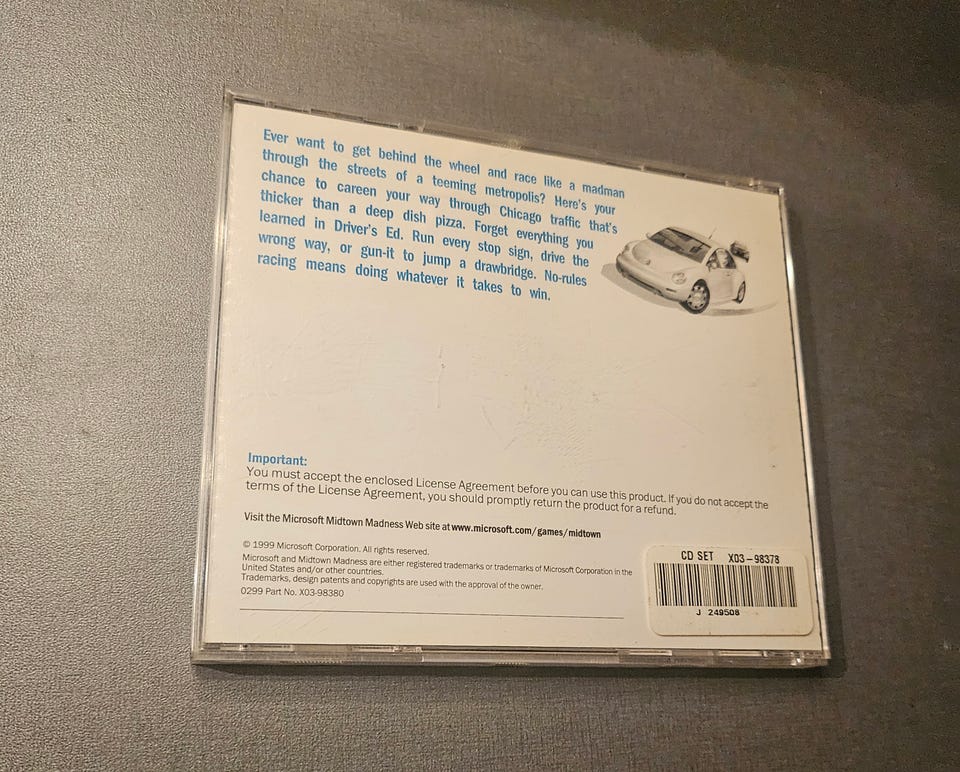 Ever want to get behind the wheel and race like a madman
through the streets of a teeming metropolis? Here's your
chance to careen your way through Chicago traffic that's
thicker than a deep dish pizza. Forget everything you
learned in Driver's Ed. Run every stop sign, drive the
wrong way, or gun-it to jump a drawbridge. No-rules
racing means doing whatever it takes to win.
Important:
You must accept the enclosed License Agreement before you can use this product. If you do not accept the
terms of the License Agreement, you should promptly return the product for a refund.
Visit the Microsoft Midtown Madness Web site at www.microsoft.com/games/midtown
© 1999 Microsoft Corporation. All rights reserved.
Microsoft and Midtown Madness are either registered trademarks or trademarks of Microsoft Corporation in the
United States and/or other countries.
Trademarks, design patents and copyrights are used with the approval of the owner.
0299 Part No. X03-98380
CD SET X03-98378
J 249508